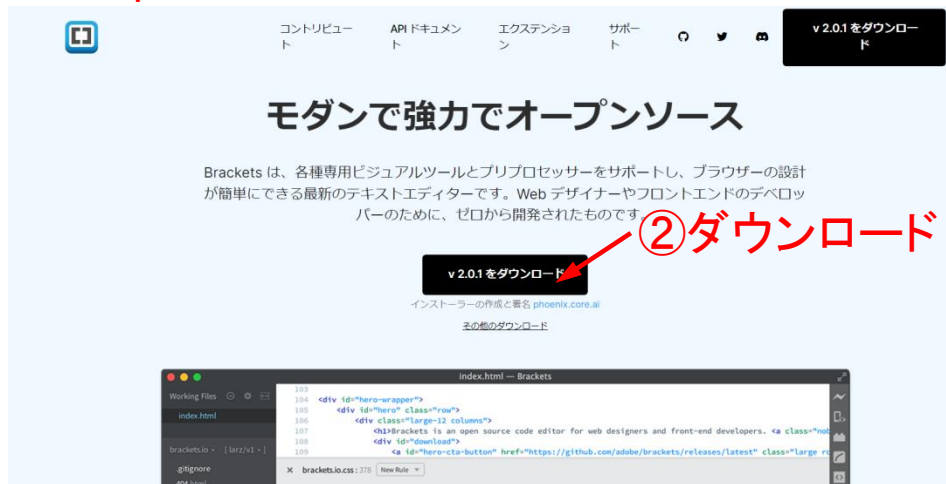 コントリビュー
ト
API ドキュメン
ト
エクステンショ
ン
サポー
ト
v 2.0.1 をダウンロー
ド
モダンで強力でオープンソース
Brackets は、各種専用ビジュアルツールとプリプロセッサーをサポートし、ブラウザーの設計
が簡単にできる最新のテキストエディターです。Web デザイナーやフロントエンドのデベロッ
パーのために、ゼロから開発されたものです。
②ダウンロード
v 2.0.1 をダウンロード
インストーラーの作成と署名 phoenix.core.ai
その他のダウンロード
index.html — Brackets
Working Files
index.html
brackets.io - [ larz/v1 - ]
.gitignore
404.html
103
104 <div id="hero-wrapper">
105 <div id="hero" class="row">
106 <div class="large-12 columns">
107 <h1>Brackets is an open source code editor for web designers and front-end developers. <a class="nob
108 <div id="download">
109 <a id="hero-cta-button" href="https://github.com/adobe/brackets/releases/latest" class="large ro
× brackets.io.css : 378 New Rule